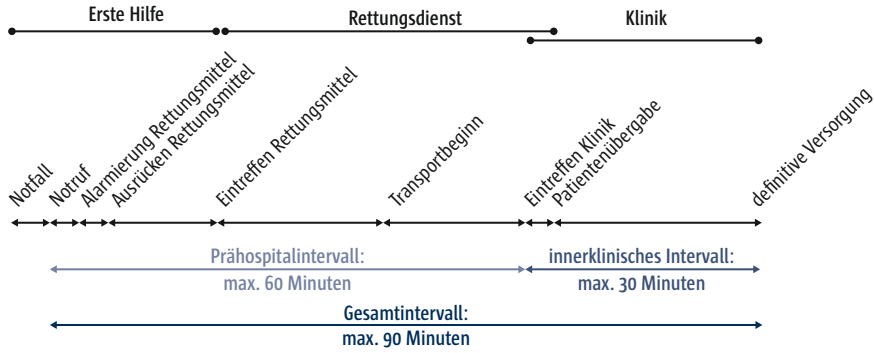 Erste Hilfe
Rettungsdienst
Klinik
Notfall
Notruf
Alarmierung Rettungsmittel
Ausrücken Rettungsmittel
Eintreffen Rettungsmittel
Transportbeginn
Eintreffen Klinik
Patientenübergabe
definitive Versorgung
Prähospitalintervall:
max. 60 Minuten
innerklinisches Intervall:
max. 30 Minuten
Gesamtintervall:
max. 90 Minuten